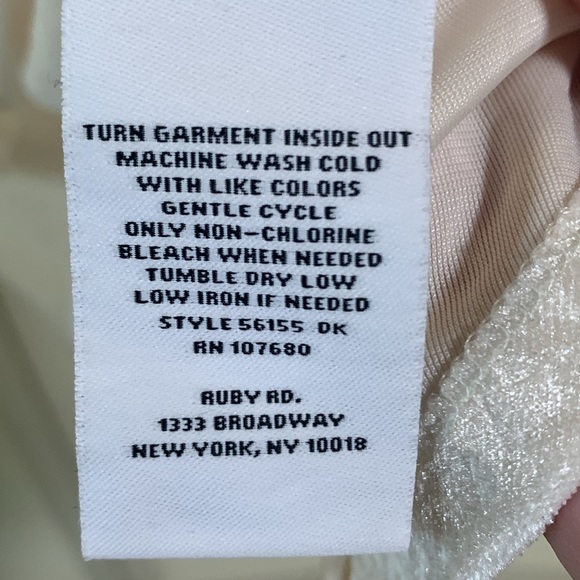 TURN GARMENT INSIDE OUT
MACHINE WASH COLD
WITH LIKE COLORS
GENTLE CYCLE
ONLY NON-CHLORINE
BLEACH WHEN NEEDED
TUMBLE DRY LOW
LOW IRON IF NEEDED
STYLE 56155 DK
RN 107680
RUBY RD.
1333 BROADWAY
NEW YORK, NY 10018